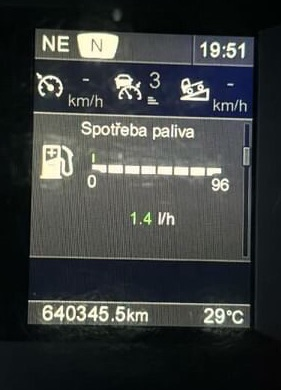 NE N 19:51
- 3 -
km/h km/h
Spotřeba paliva
0 96
1.4 l/h
640345.5km 29°C